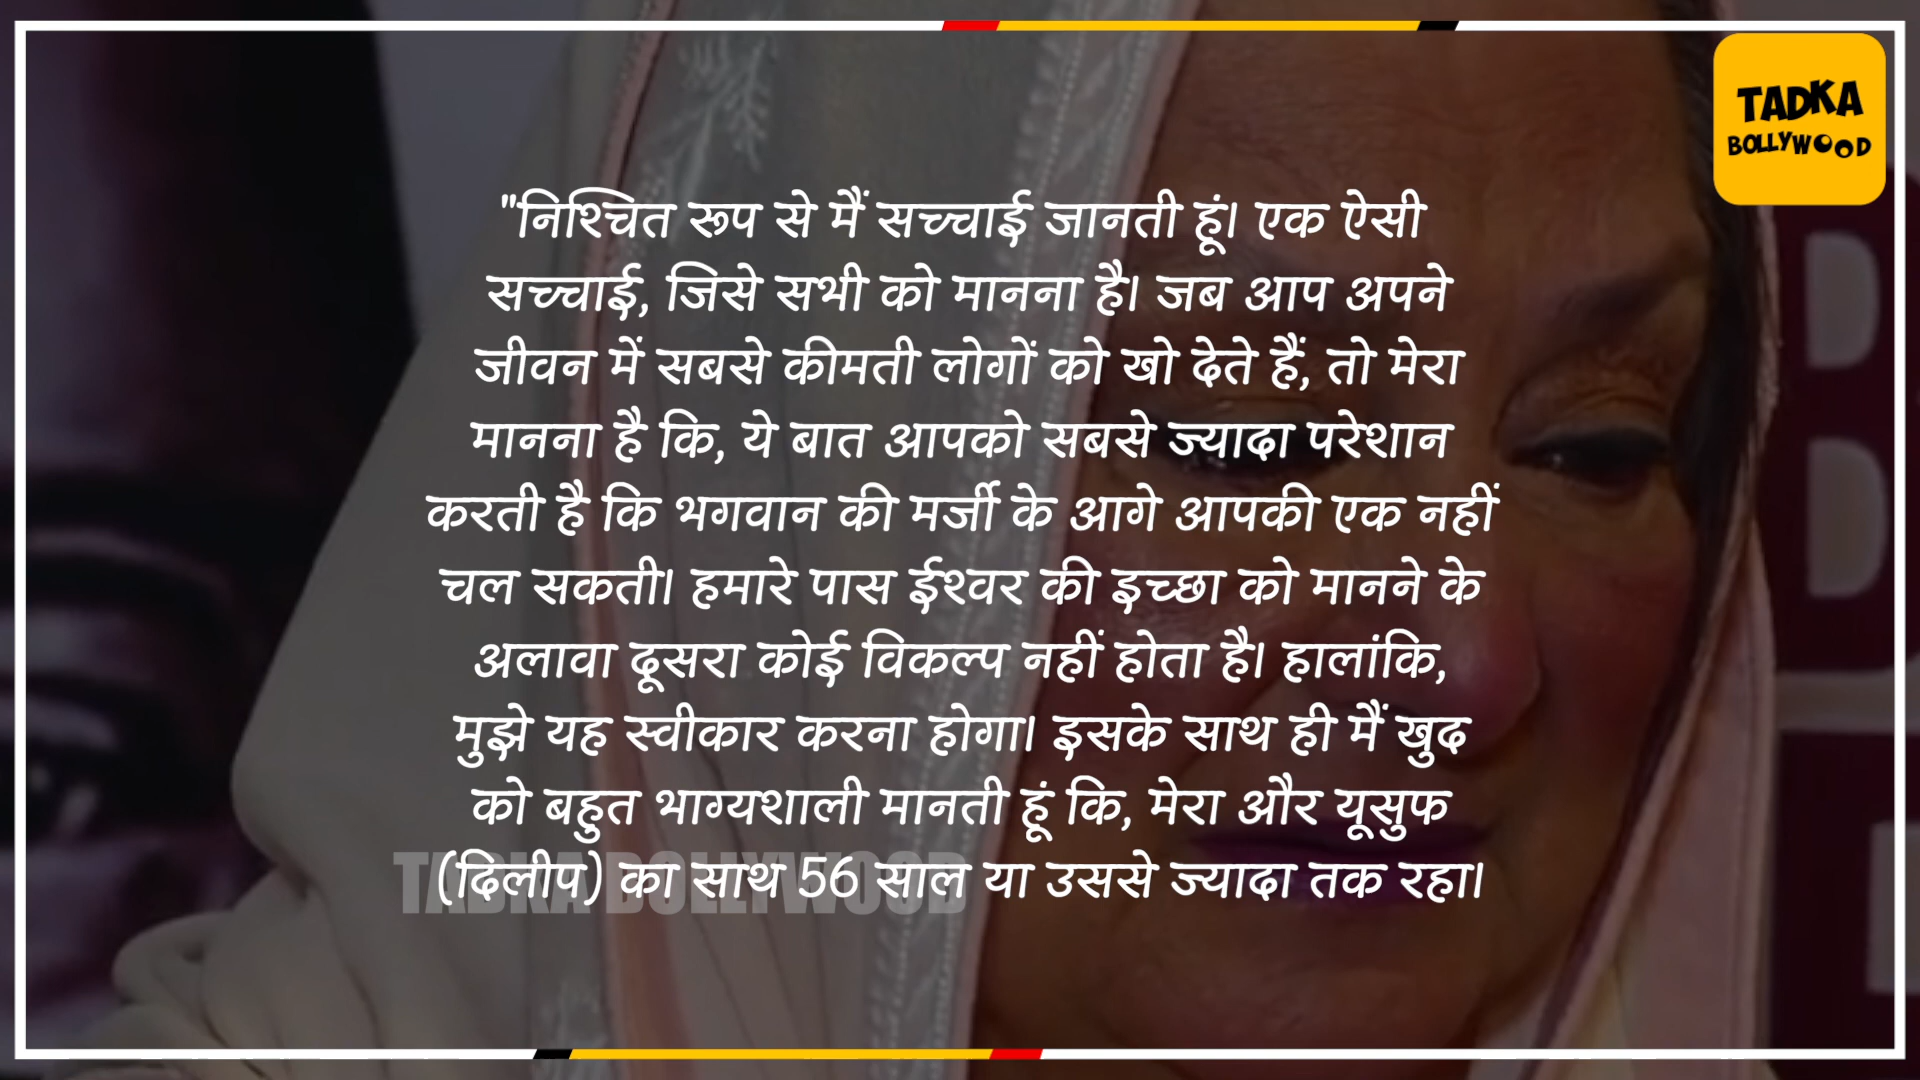 TADKA
BOLLYWOOD
"निश्चित रूप से मैं सच्चाई जानती हूं। एक ऐसी
सच्चाई, जिसे सभी को मानना है। जब आप अपने
जीवन में सबसे कीमती लोगों को खो देते हैं, तो मेरा
मानना है कि, ये बात आपको सबसे ज्यादा परेशान
करती है कि भगवान की मर्जी के आगे आपकी एक नहीं
चल सकती। हमारे पास ईश्वर की इच्छा को मानने के
अलावा दूसरा कोई विकल्प नहीं होता है। हालांकि,
मुझे यह स्वीकार करना होगा। इसके साथ ही मैं खुद
को बहुत भाग्यशाली मानती हूं कि, मेरा और यूसुफ
(दिलीप) का साथ 56 साल या उससे ज्यादा तक रहा।
TADKA BOLLYWOOD